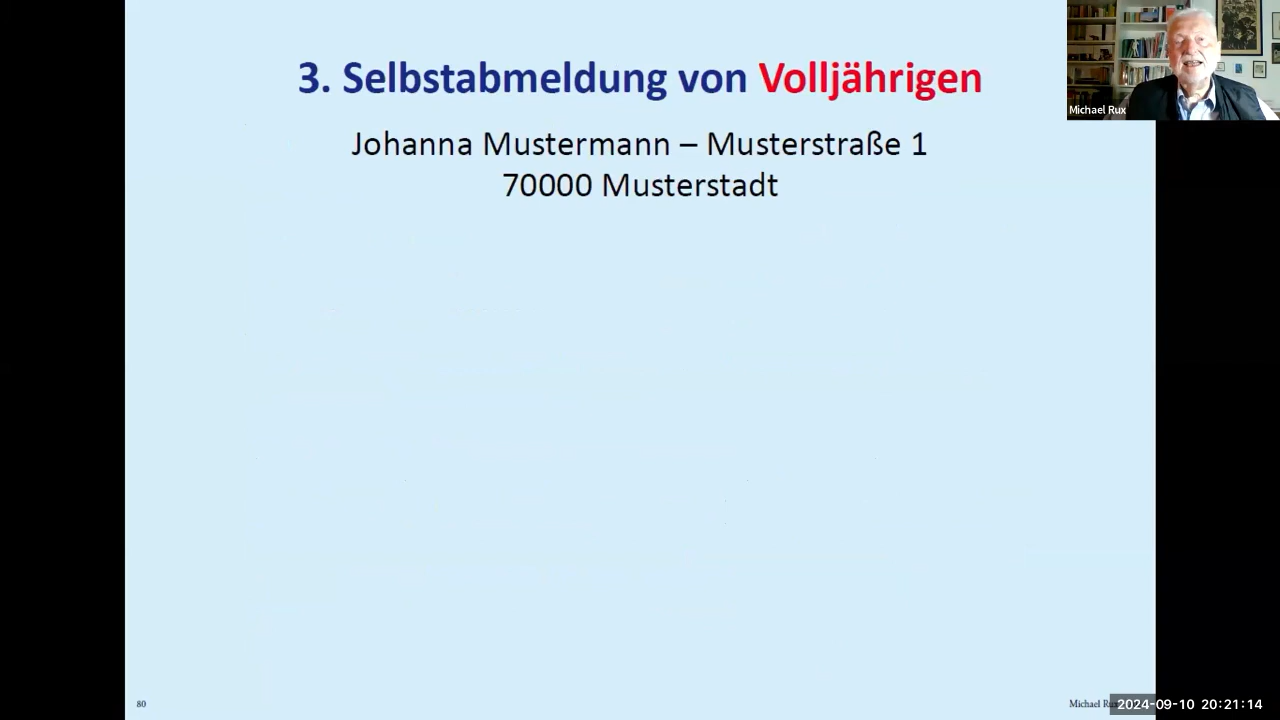 3. Selbstabmeldung von Volljährigen
Johanna Mustermann – Musterstraße 1
70000 Musterstadt
Michael Rux
80
Michael
2024-09-10 20:21:14